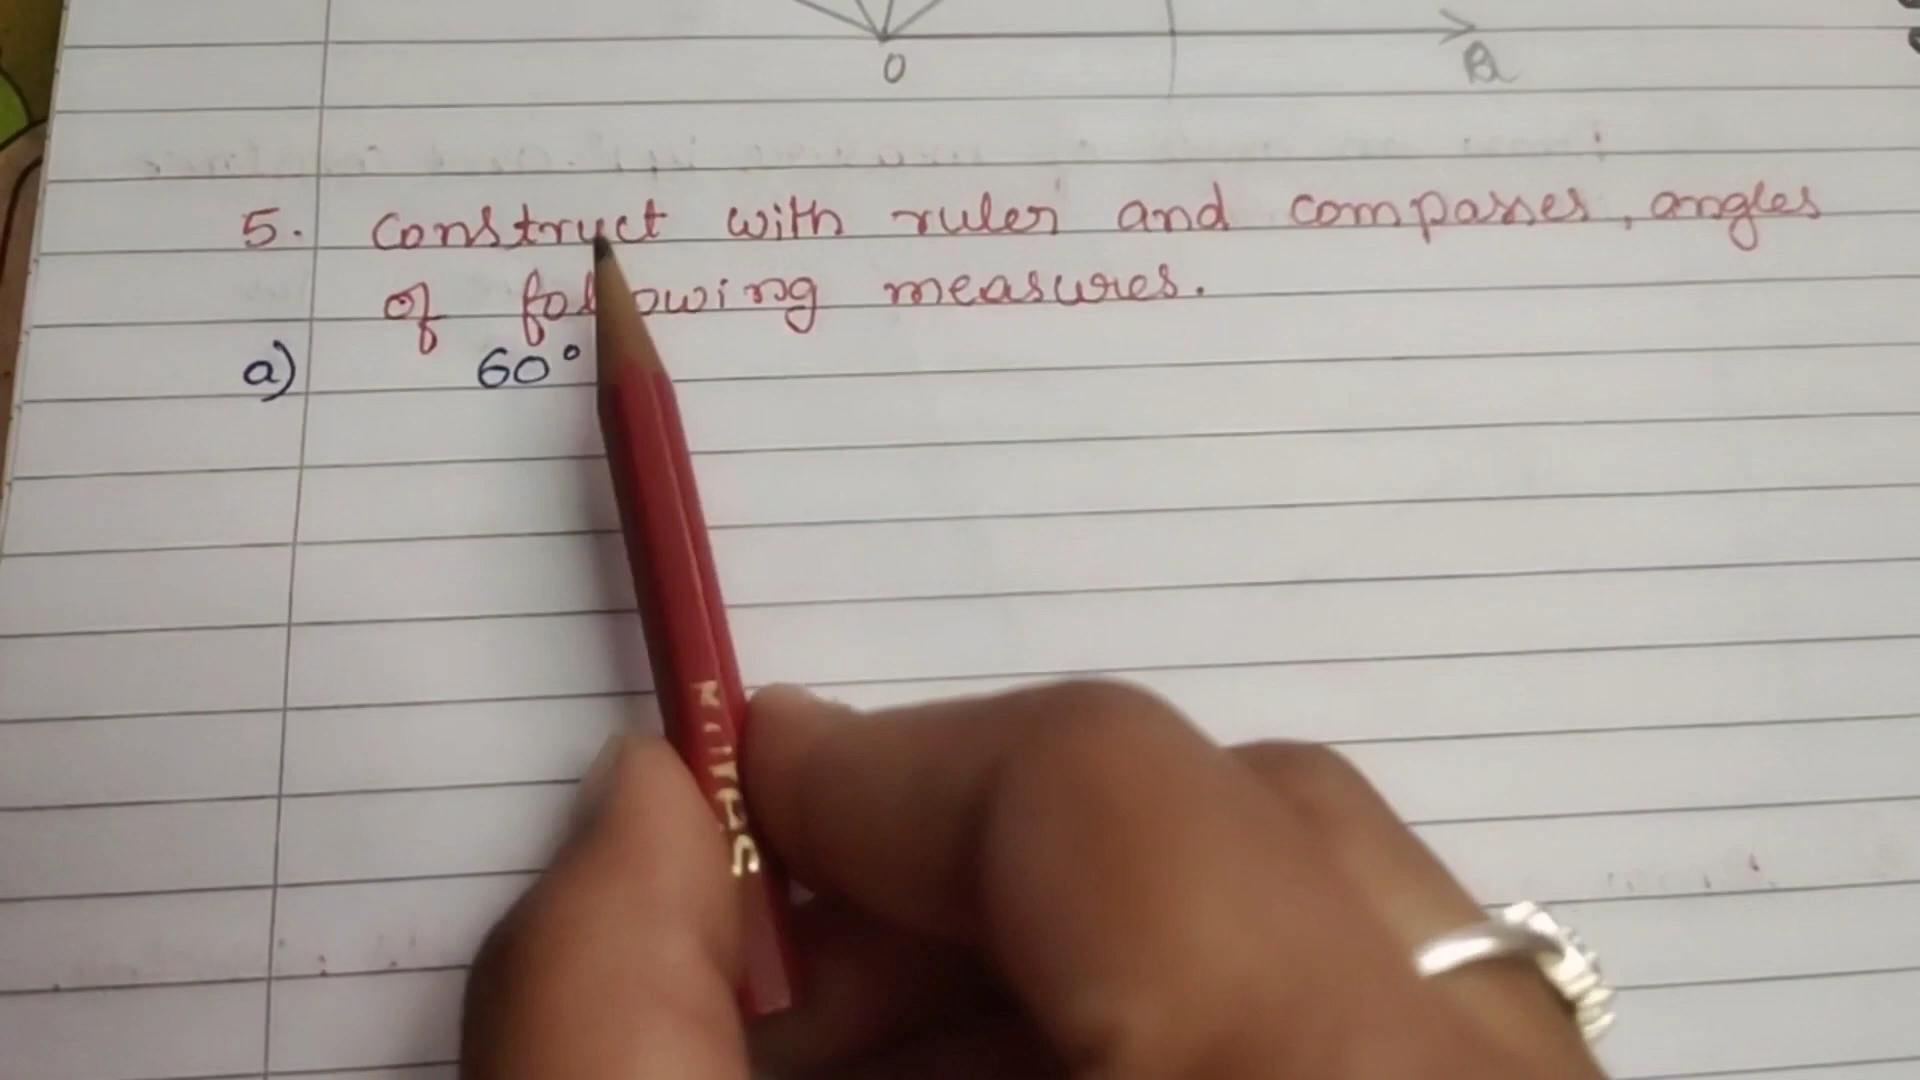 O
5. Construct with ruler and compasses, angles
of following measures.
a) 60°